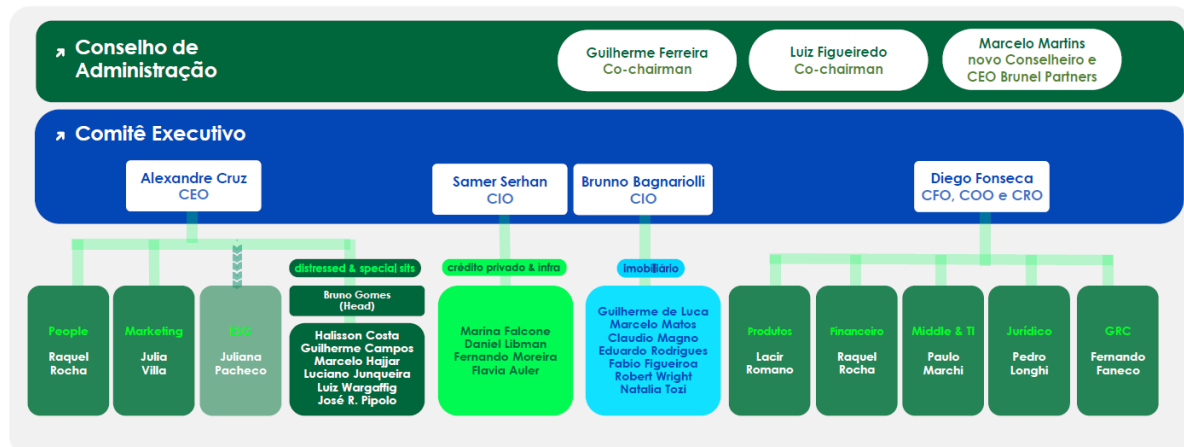 Conselho de
Administração
Guilherme Ferreira
Co-chairman
Luiz Figueiredo
Co-chairman
Marcelo Martins
novo Conselheiro e
CEO Brunel Partners
Comitê Executivo
Alexandre Cruz
CEO
Samer Serhan
CIO
Brunno Bagnariolli
CIO
Diego Fonseca
CFO, COO e CRO
distressed & special sits
crédito privado & infra
imobiliário
People
Raquel
Rocha
Marketing
Julia
Villa
ESG
Juliana
Pacheco
Bruno Gomes
(Head)
Halisson Costa
Guilherme Campos
Marcelo Hajjar
Luciano Junqueira
Luiz Wargaffig
José R. Pipolo
Marina Falcone
Daniel Libman
Fernando Moreira
Flavia Auler
Guilherme de Luca
Marcelo Matos
Claudio Magno
Eduardo Rodrigues
Fabio Figueiroa
Robert Wright
Natalia Tozi
Produtos
Lacir
Romano
Financeiro
Raquel
Rocha
Middle & TI
Paulo
Marchi
Jurídico
Pedro
Longhi
GRC
Fernando
Faneco